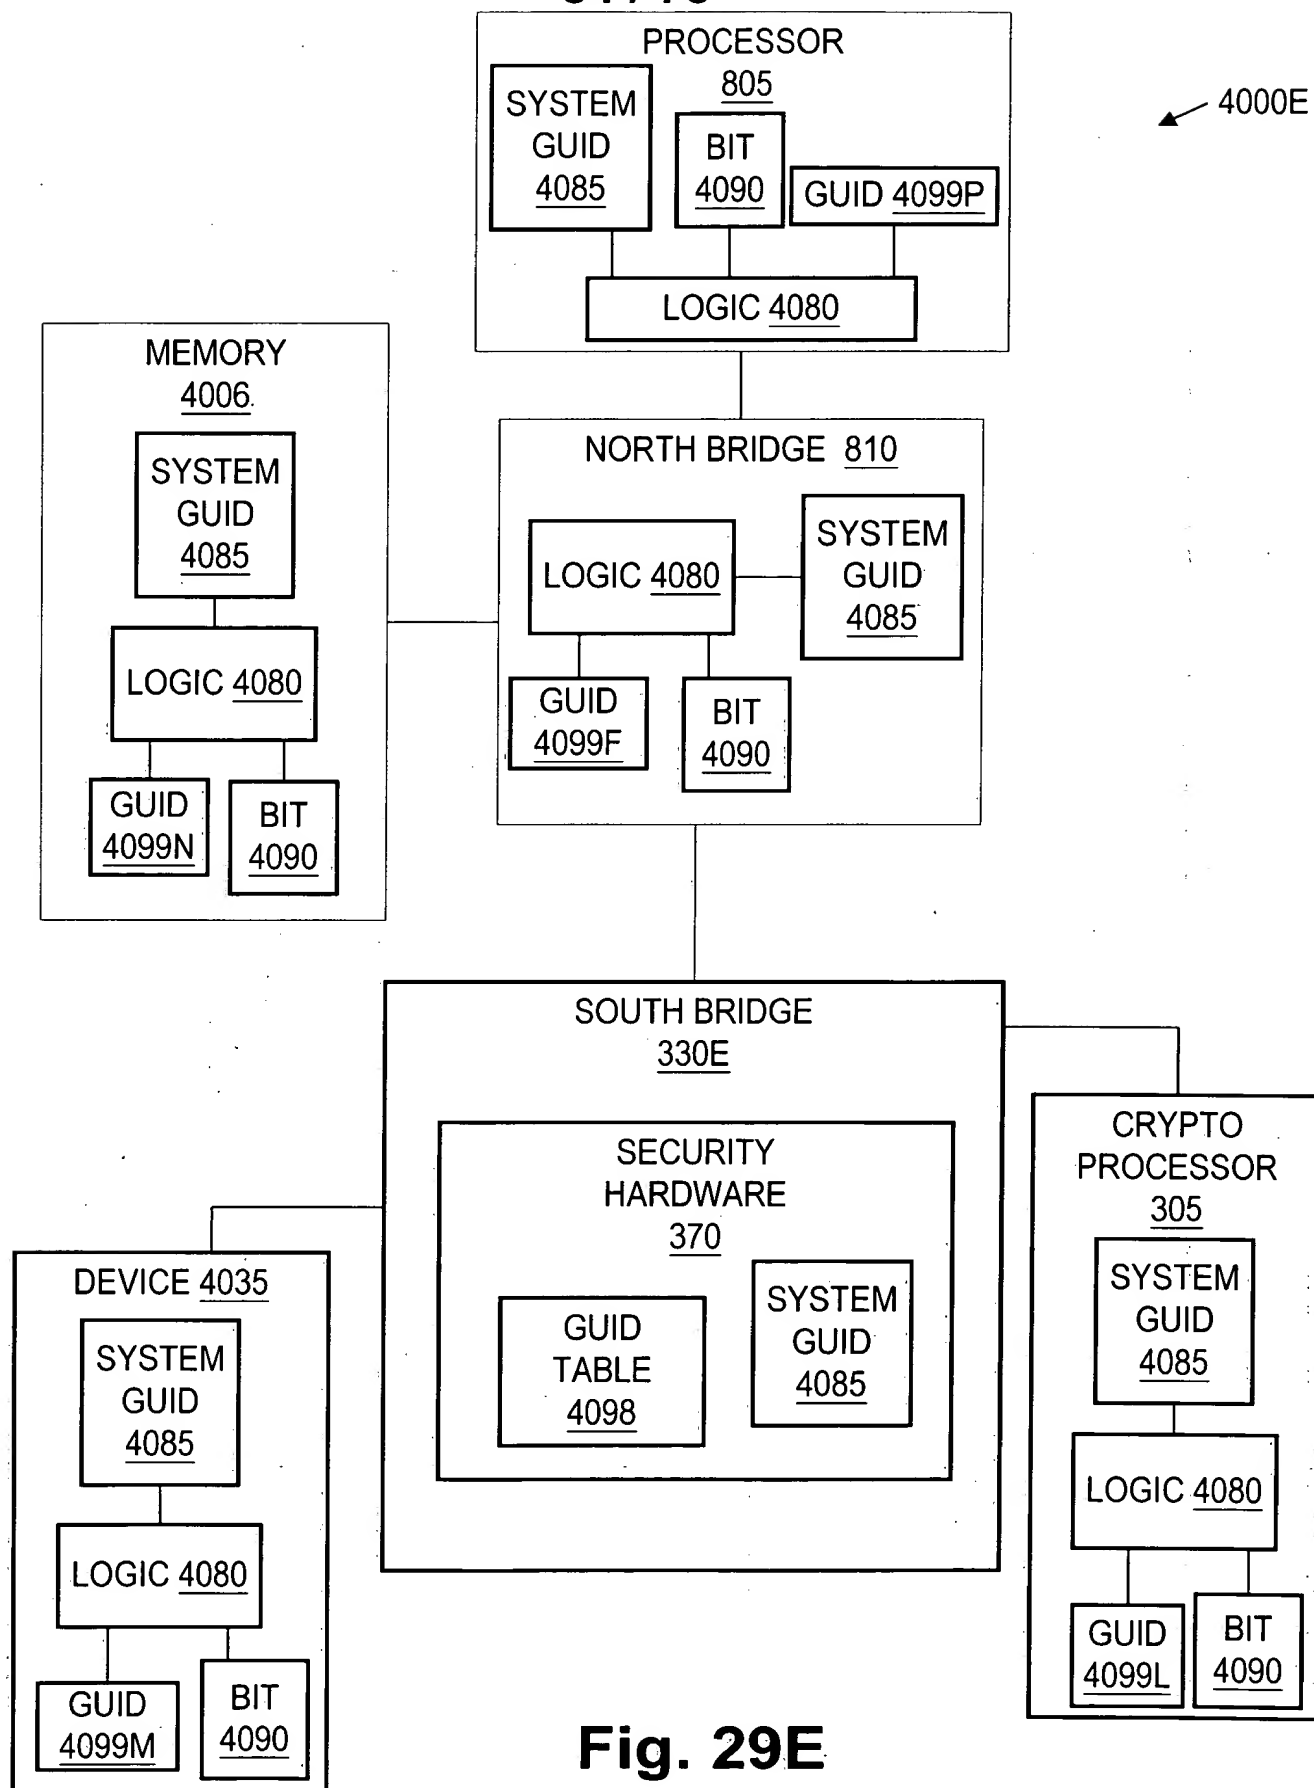 PROCESSOR
805
SYSTEM
GUID
4085
BIT
4090
GUID 4099P
LOGIC 4080
4000E
MEMORY
4006
SYSTEM
GUID
4085
LOGIC 4080
GUID
4099N
BIT
4090
NORTH BRIDGE 810
LOGIC 4080
SYSTEM
GUID
4085
GUID
4099F
BIT
4090
SOUTH BRIDGE
330E
SECURITY
HARDWARE
370
GUID
TABLE
4098
SYSTEM
GUID
4085
CRYPTO
PROCESSOR
305
SYSTEM
GUID
4085
LOGIC 4080
GUID
4099L
BIT
4090
DEVICE 4035
SYSTEM
GUID
4085
LOGIC 4080
GUID
4099M
BIT
4090
Fig. 29E